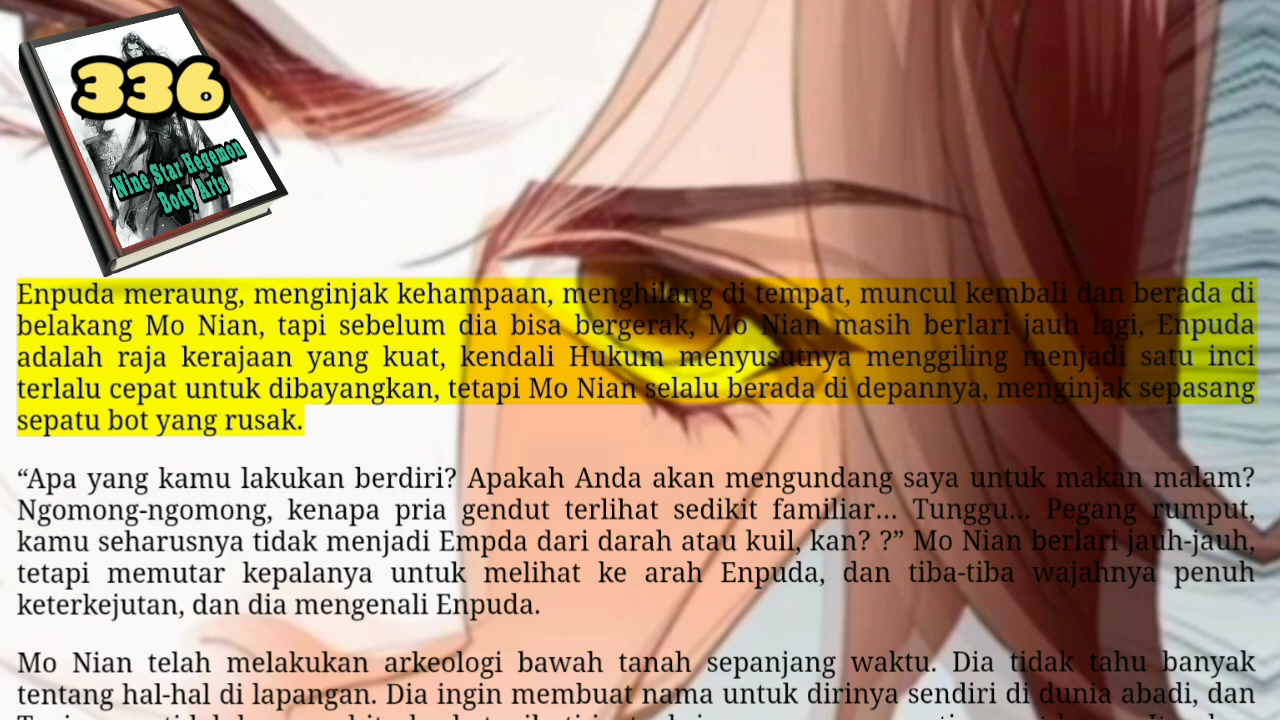 336
Nine Star Hegemon
Body Arts
Enpuda meraung, menginjak kehampaan, menghilang di tempat, muncul kembali dan berada di
belakang Mo Nian, tapi sebelum dia bisa bergerak, Mo Nian masih berlari jauh lagi, Enpuda
adalah raja kerajaan yang kuat, kendali Hukum menyusutnya menggiling menjadi satu inci
terlalu cepat untuk dibayangkan, tetapi Mo Nian selalu berada di depannya, menginjak sepasang
sepatu bot yang rusak.
“Apa yang kamu lakukan berdiri? Apakah Anda akan mengundang saya untuk makan malam?
Ngomong-ngomong, kenapa pria gendut terlihat sedikit familiar... Tunggu... Pegang rumput,
kamu seharusnya tidak menjadi Empda dari darah atau kuil, kan? ?” Mo Nian berlari jauh-jauh,
tetapi memutar kepalanya untuk melihat ke arah Enpuda, dan tiba-tiba wajahnya penuh
keterkejutan, dan dia mengenali Enpuda.
Mo Nian telah melakukan arkeologi bawah tanah sepanjang waktu. Dia tidak tahu banyak
tentang hal-hal di lapangan. Dia ingin membuat nama untuk dirinya sendiri di dunia abadi, dan